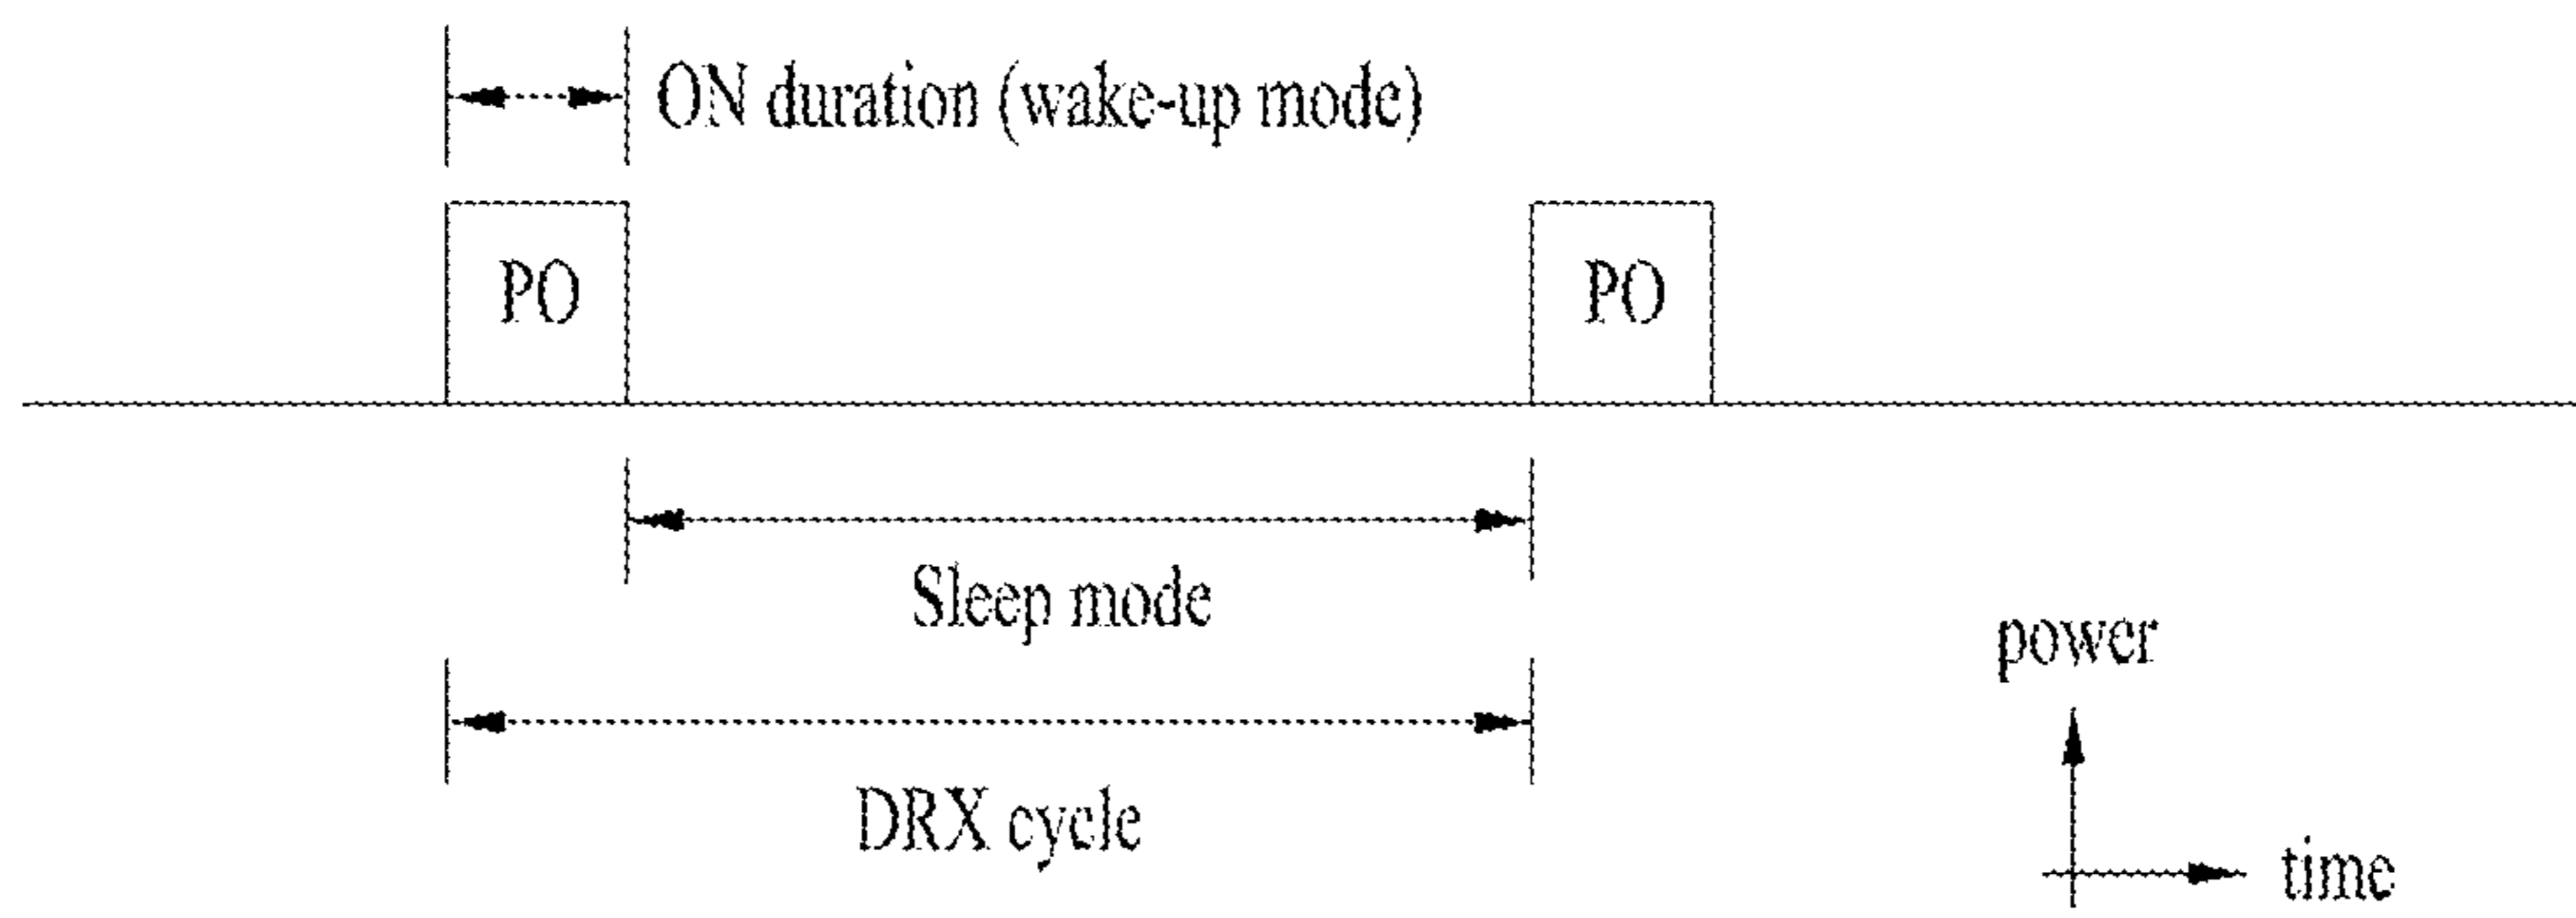 ON duration (wake-up mode)
PO
PO
Sleep mode
power
DRX cycle
time